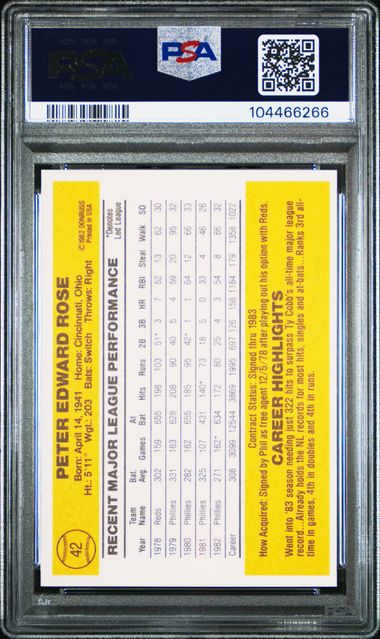 PSA
104466266
42
PETER EDWARD ROSE
Born: April 14, 1941 Home: Cincinnati, Ohio
Ht.: 5'11" Wgt.: 203 Bats: Switch Throws: Right
©1982 DONRUSS
Printed in USA
RECENT MAJOR LEAGUE PERFORMANCE
*Denotes
Led League
Year Team Name Bat. Avg. Games At Bat Hits Runs 2B 3B HR RBI Steal Walk SO
1978 Reds 302 159 655 198 103 51* 3 7 52 13 62 30
1979 Phillies 331 163 628 208 90 40 5 4 59 20 95 32
1980 Phillies 282 162 655 185 95 42* 1 1 64 12 66 33
1981 Phillies 325 107 431 140* 73 18 5 0 33 4 46 26
1982 Phillies 271 162* 634 172 80 25 4 3 54 8 66 32
Career 308 3099 12544 3869 1995 697 126 158 1164 179 1358 1022
Contract Status: Signed thru 1983
How Acquired: Signed by Phil as free agent 12/5/78 after playing out his option with Reds.
CAREER HIGHLIGHTS
Went into '83 season needing just 322 hits to surpass Ty Cobb's all-time major league
record...Already holds the NL records for most hits, singles and at-bats...Ranks 3rd all-
time in games, 4th in doubles and 4th in runs.